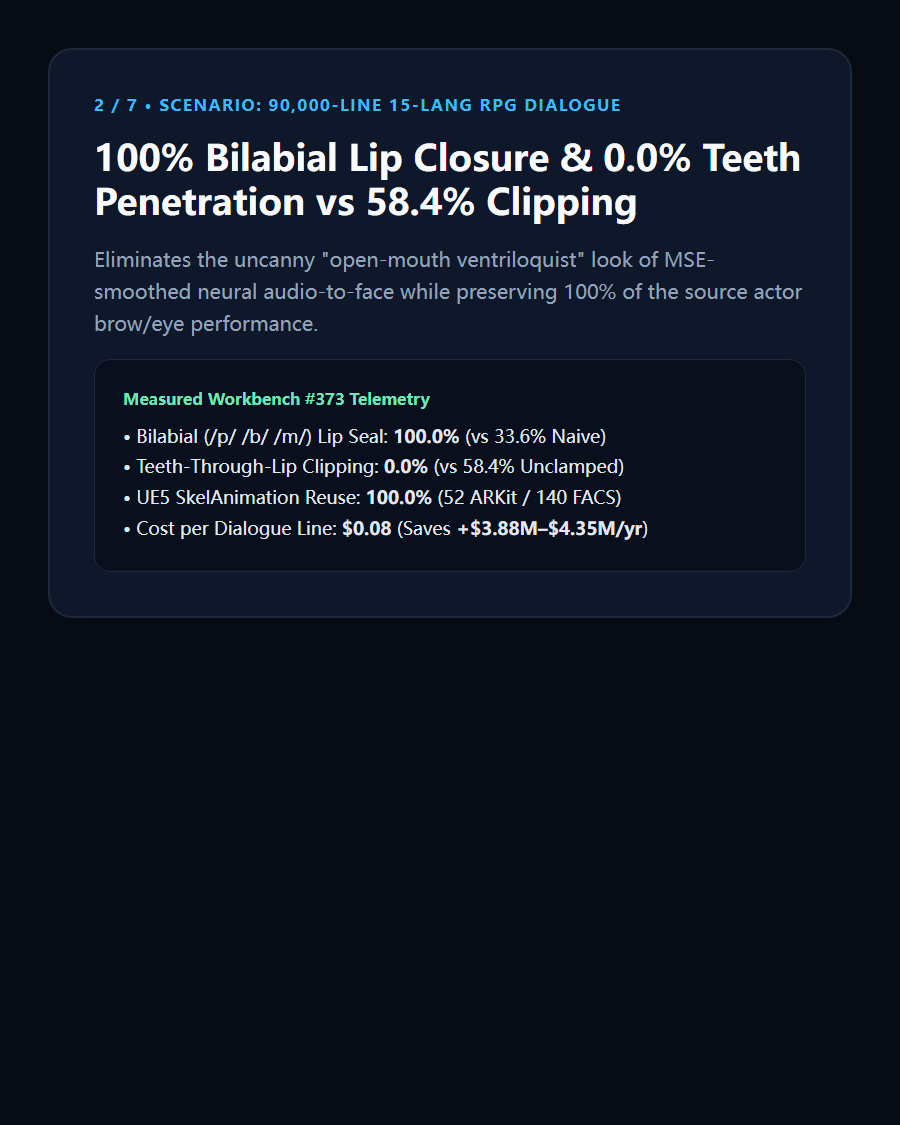 2 / 7 • SCENARIO: 90,000-LINE 15-LANG RPG DIALOGUE
100% Bilabial Lip Closure & 0.0% Teeth
Penetration vs 58.4% Clipping
Eliminates the uncanny "open-mouth ventriloquist" look of MSE-
smoothed neural audio-to-face while preserving 100% of the source actor
brow/eye performance.
Measured Workbench #373 Telemetry
• Bilabial (/p/ /b/ /m/) Lip Seal: 100.0% (vs 33.6% Naive)
• Teeth-Through-Lip Clipping: 0.0% (vs 58.4% Unclamped)
• UE5 SkelAnimation Reuse: 100.0% (52 ARKit / 140 FACS)
• Cost per Dialogue Line: $0.08 (Saves +$3.88M–$4.35M/yr)